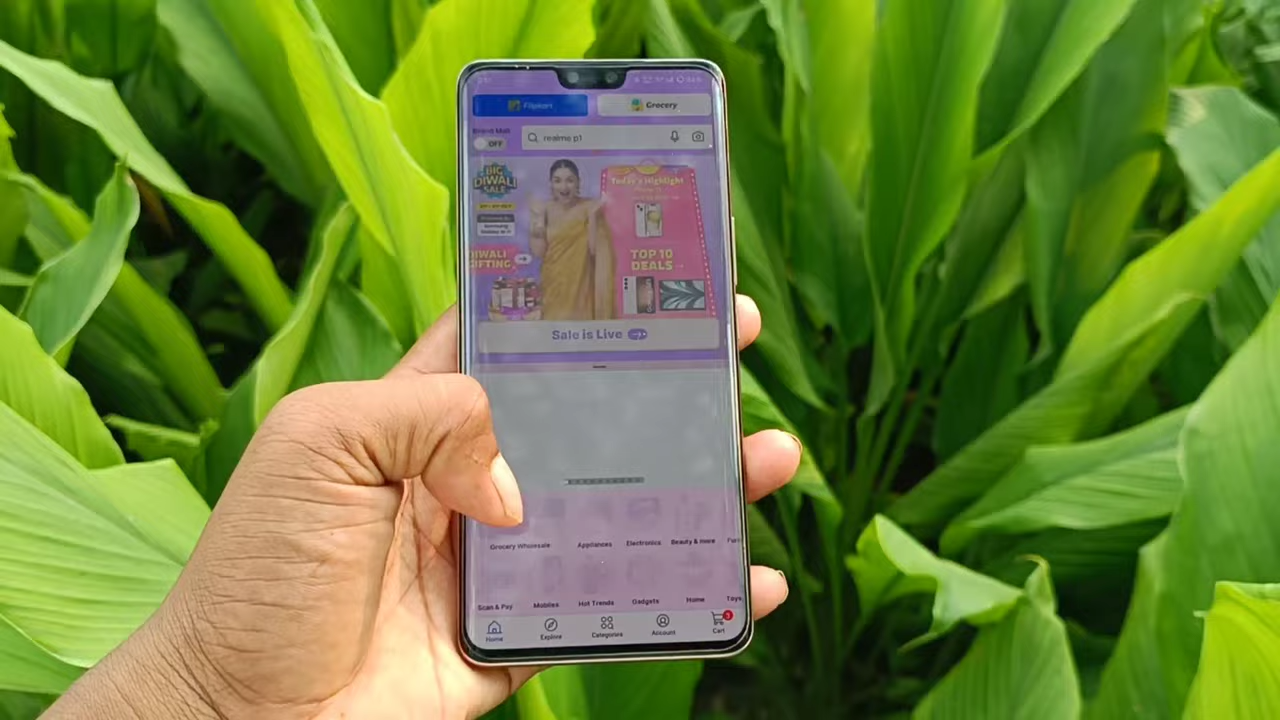 Flipkart
Grocery
Brand Mall
OFF
realme p1
BIG
DIWALI
SALE
Today's Highlight
DIWALI
GIFTING
TOP 10
DEALS
Sale is Live
Grocery Wholesale
Appliances
Electronics
Beauty & more
Furn
Scan & Pay
Mobiles
Hot Trends
Gadgets
Home
Toys
Home
Explore
Categories
Account
Cart
3